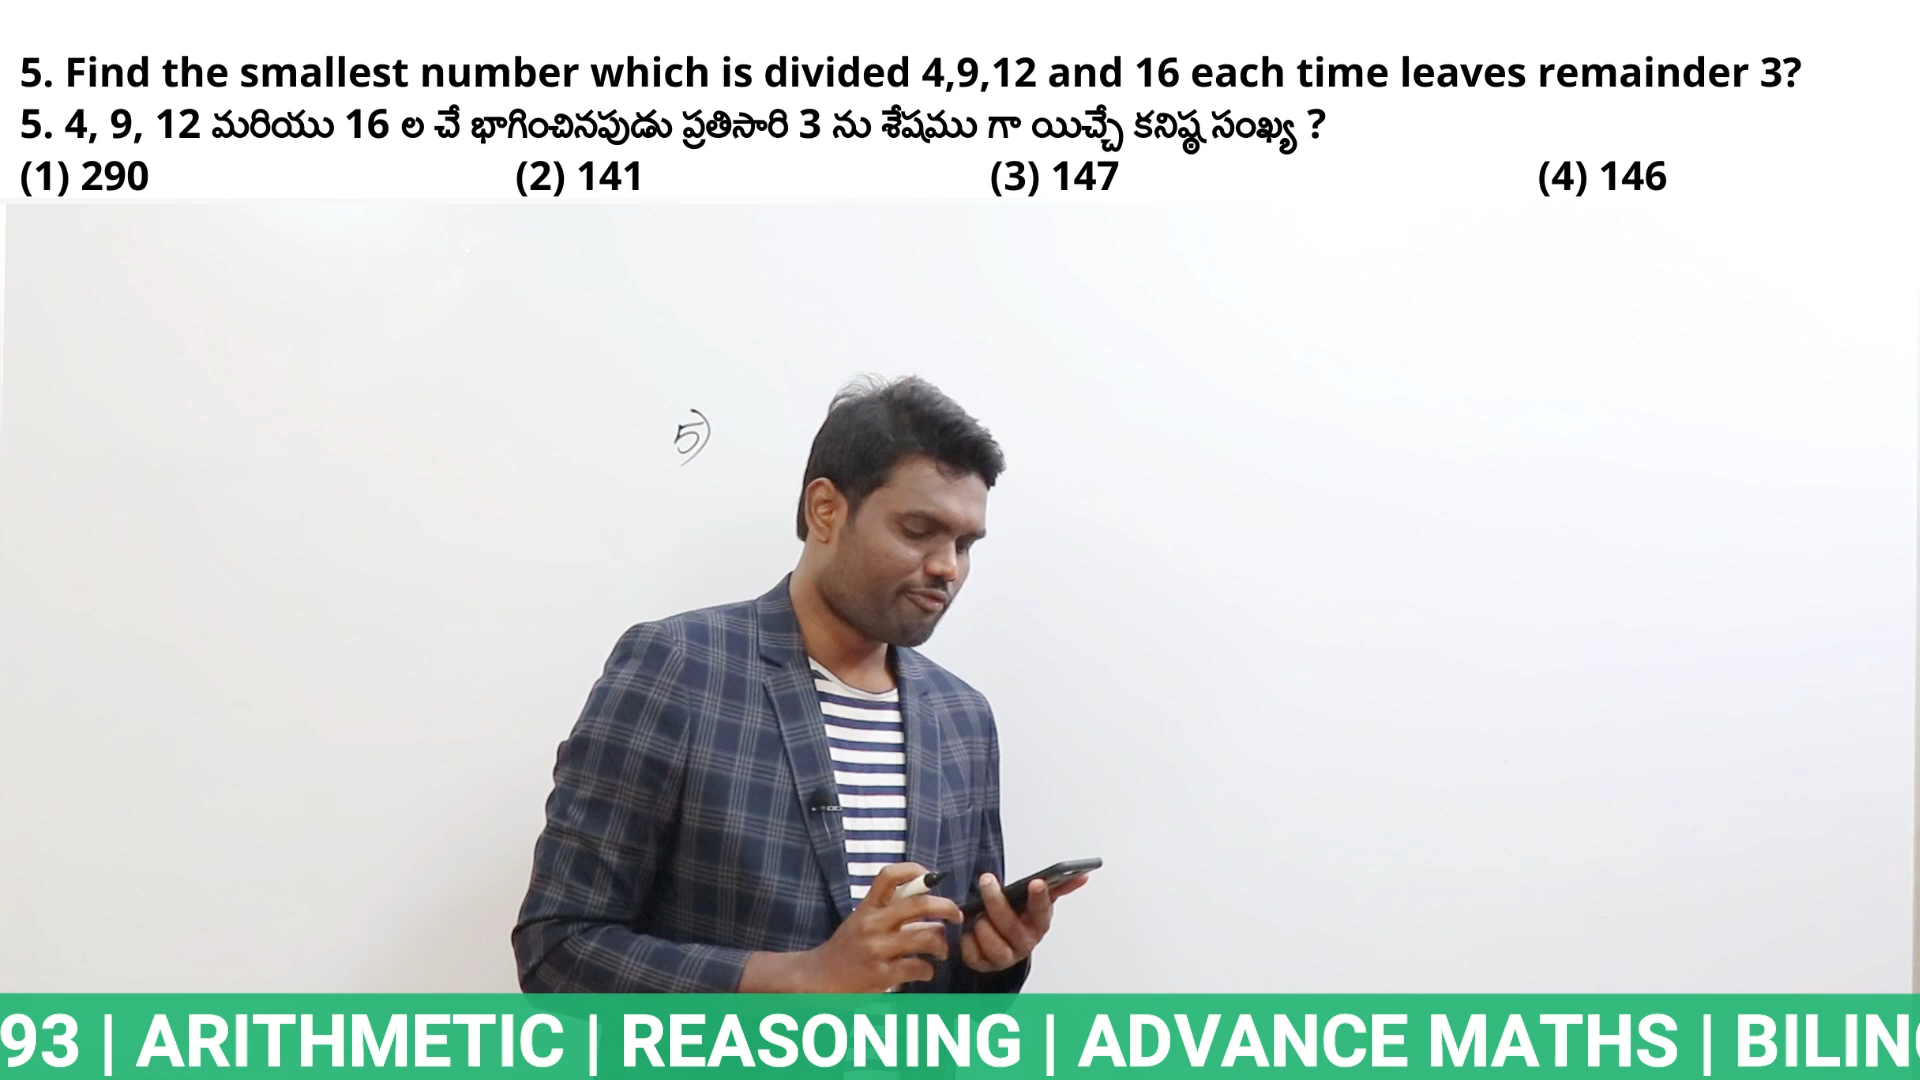 5. Find the smallest number which is divided 4,9,12 and 16 each time leaves remainder 3?
5. 4, 9, 12 మరియు 16 ల చే భాగించినపుడు ప్రతిసారి 3 ను శేషము గా యిచ్చే కనిష్ఠ సంఖ్య ?
(1) 290 (2) 141 (3) 147 (4) 146
5)
93 | ARITHMETIC | REASONING | ADVANCE MATHS |